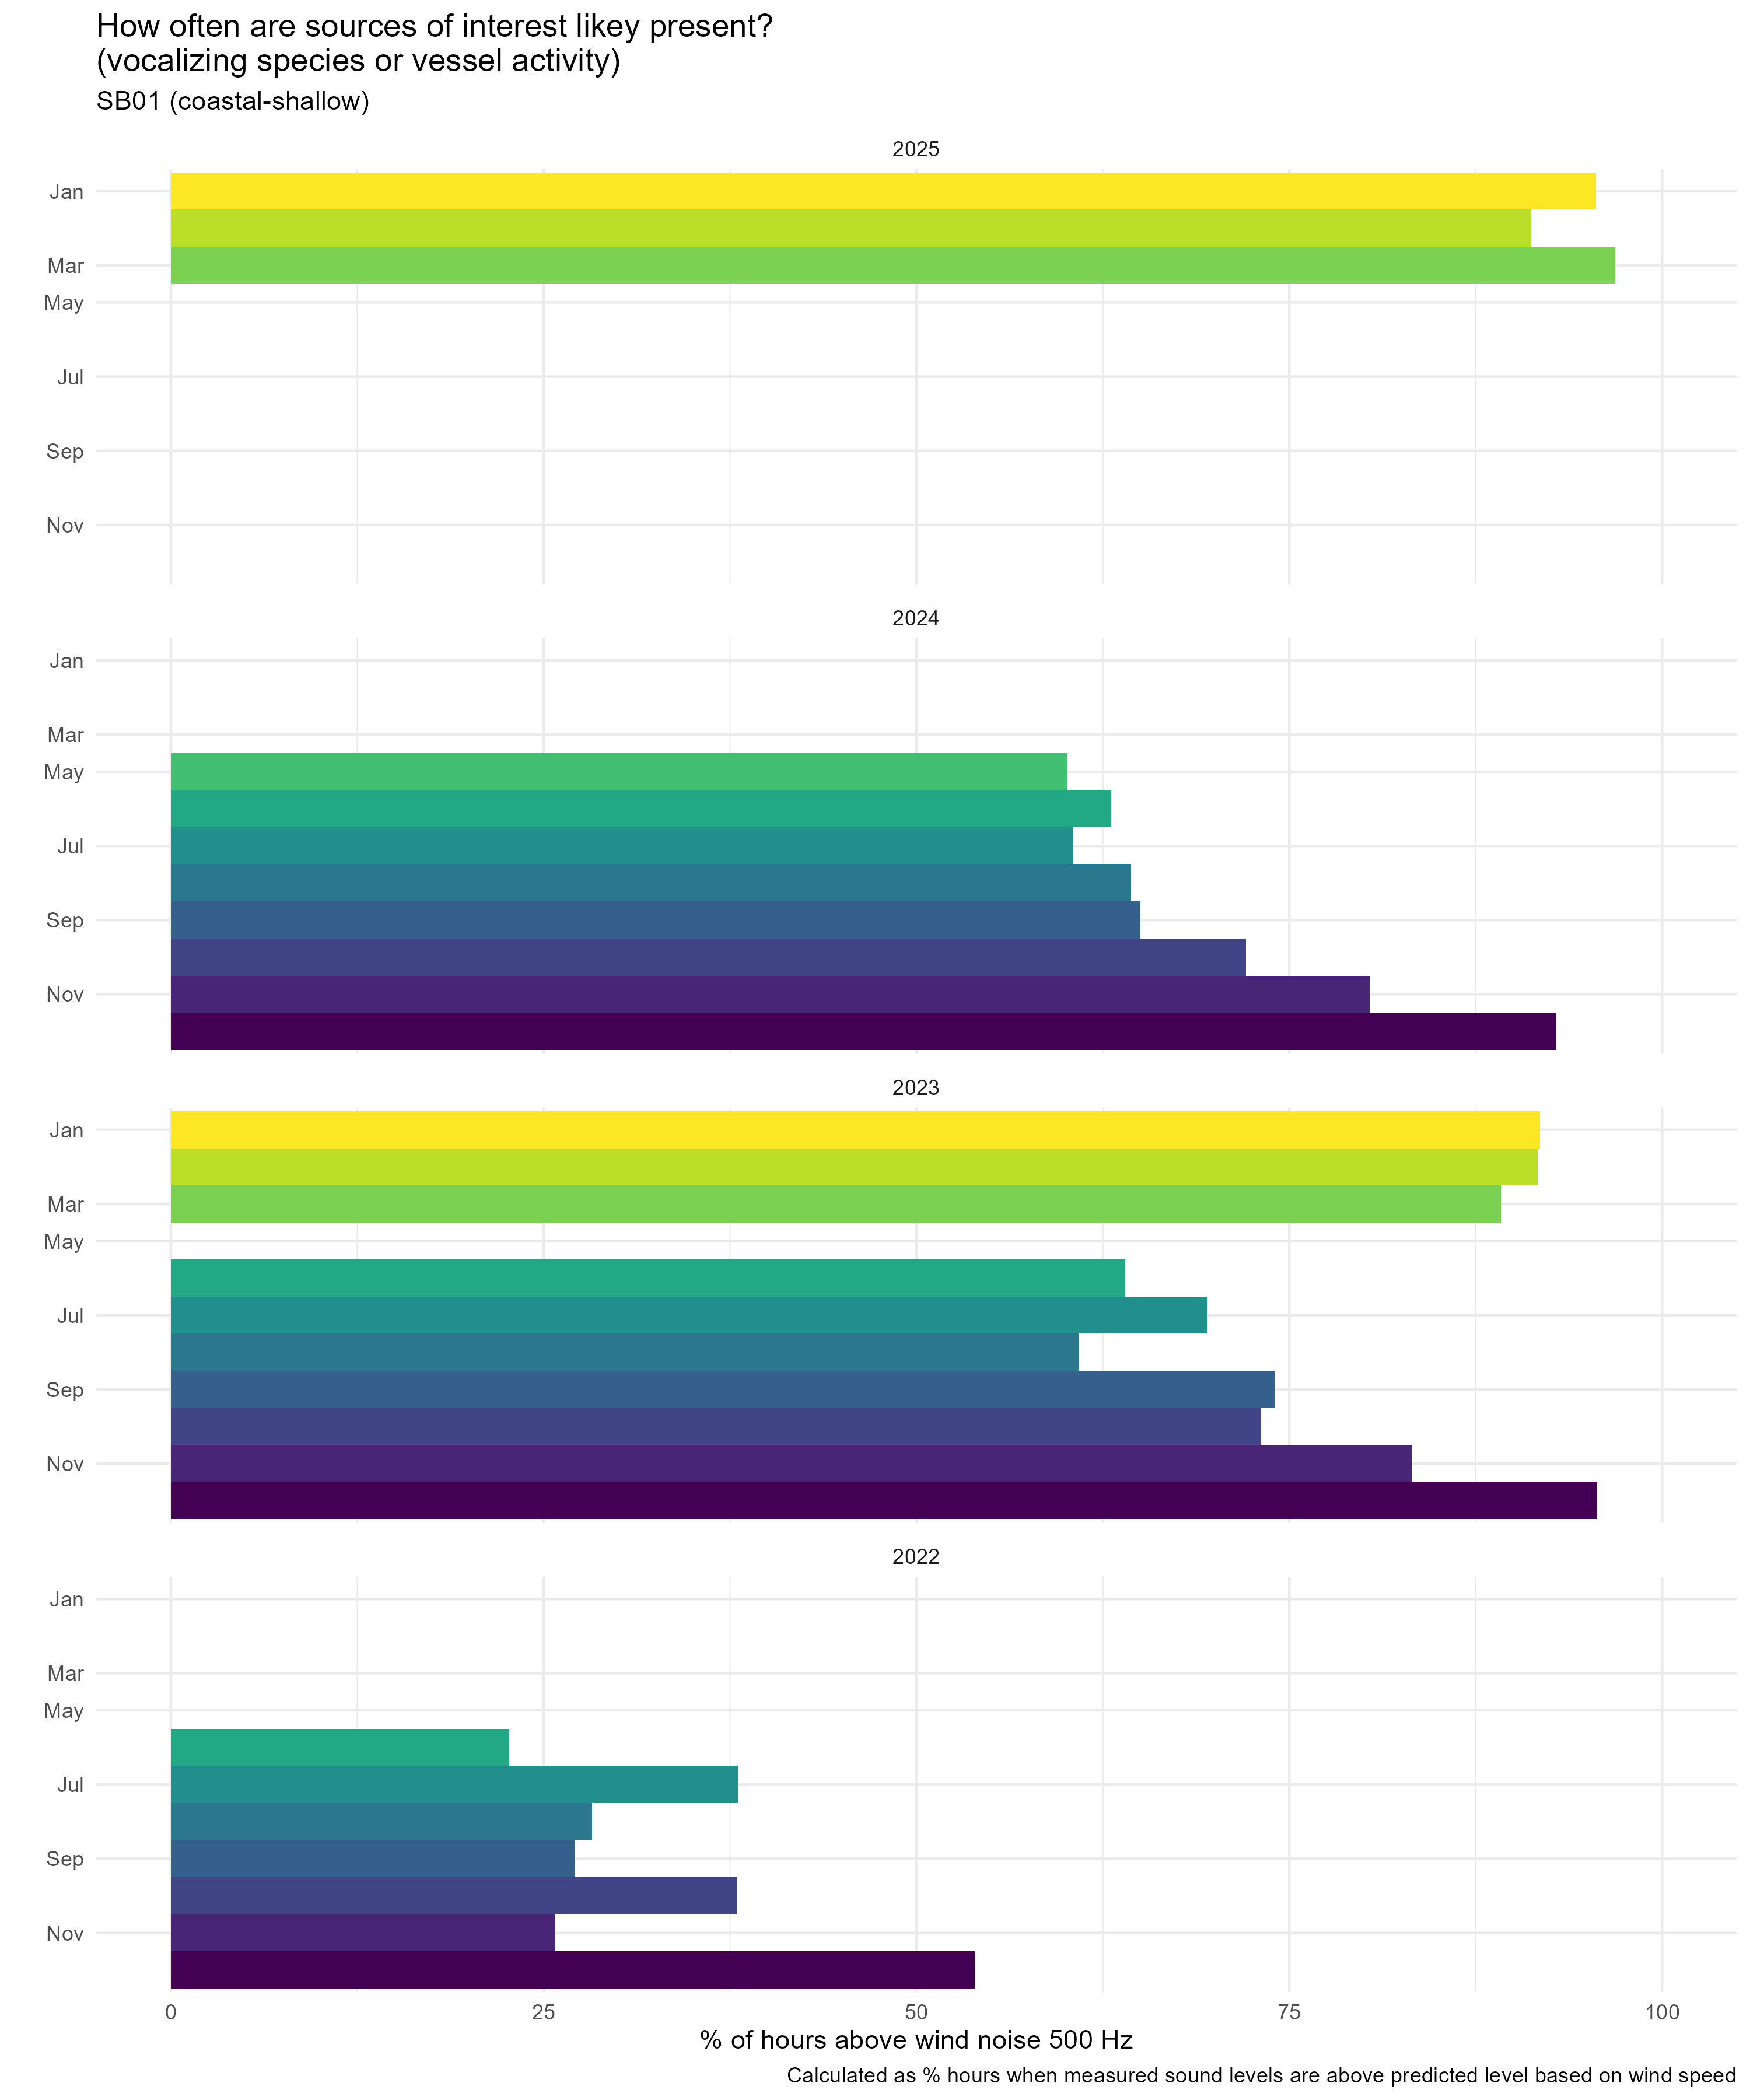 How often are sources of interest likey present?
(vocalizing species or vessel activity)
SB01 (coastal-shallow)
2025
Jan
Mar
May
Jul
Sep
Nov
2024
Jan
Mar
May
Jul
Sep
Nov
2023
Jan
Mar
May
Jul
Sep
Nov
2022
Jan
Mar
May
Jul
Sep
Nov
0 25 50 75 100
% of hours above wind noise 500 Hz
Calculated as % hours when measured sound levels are above predicted level based on wind speed